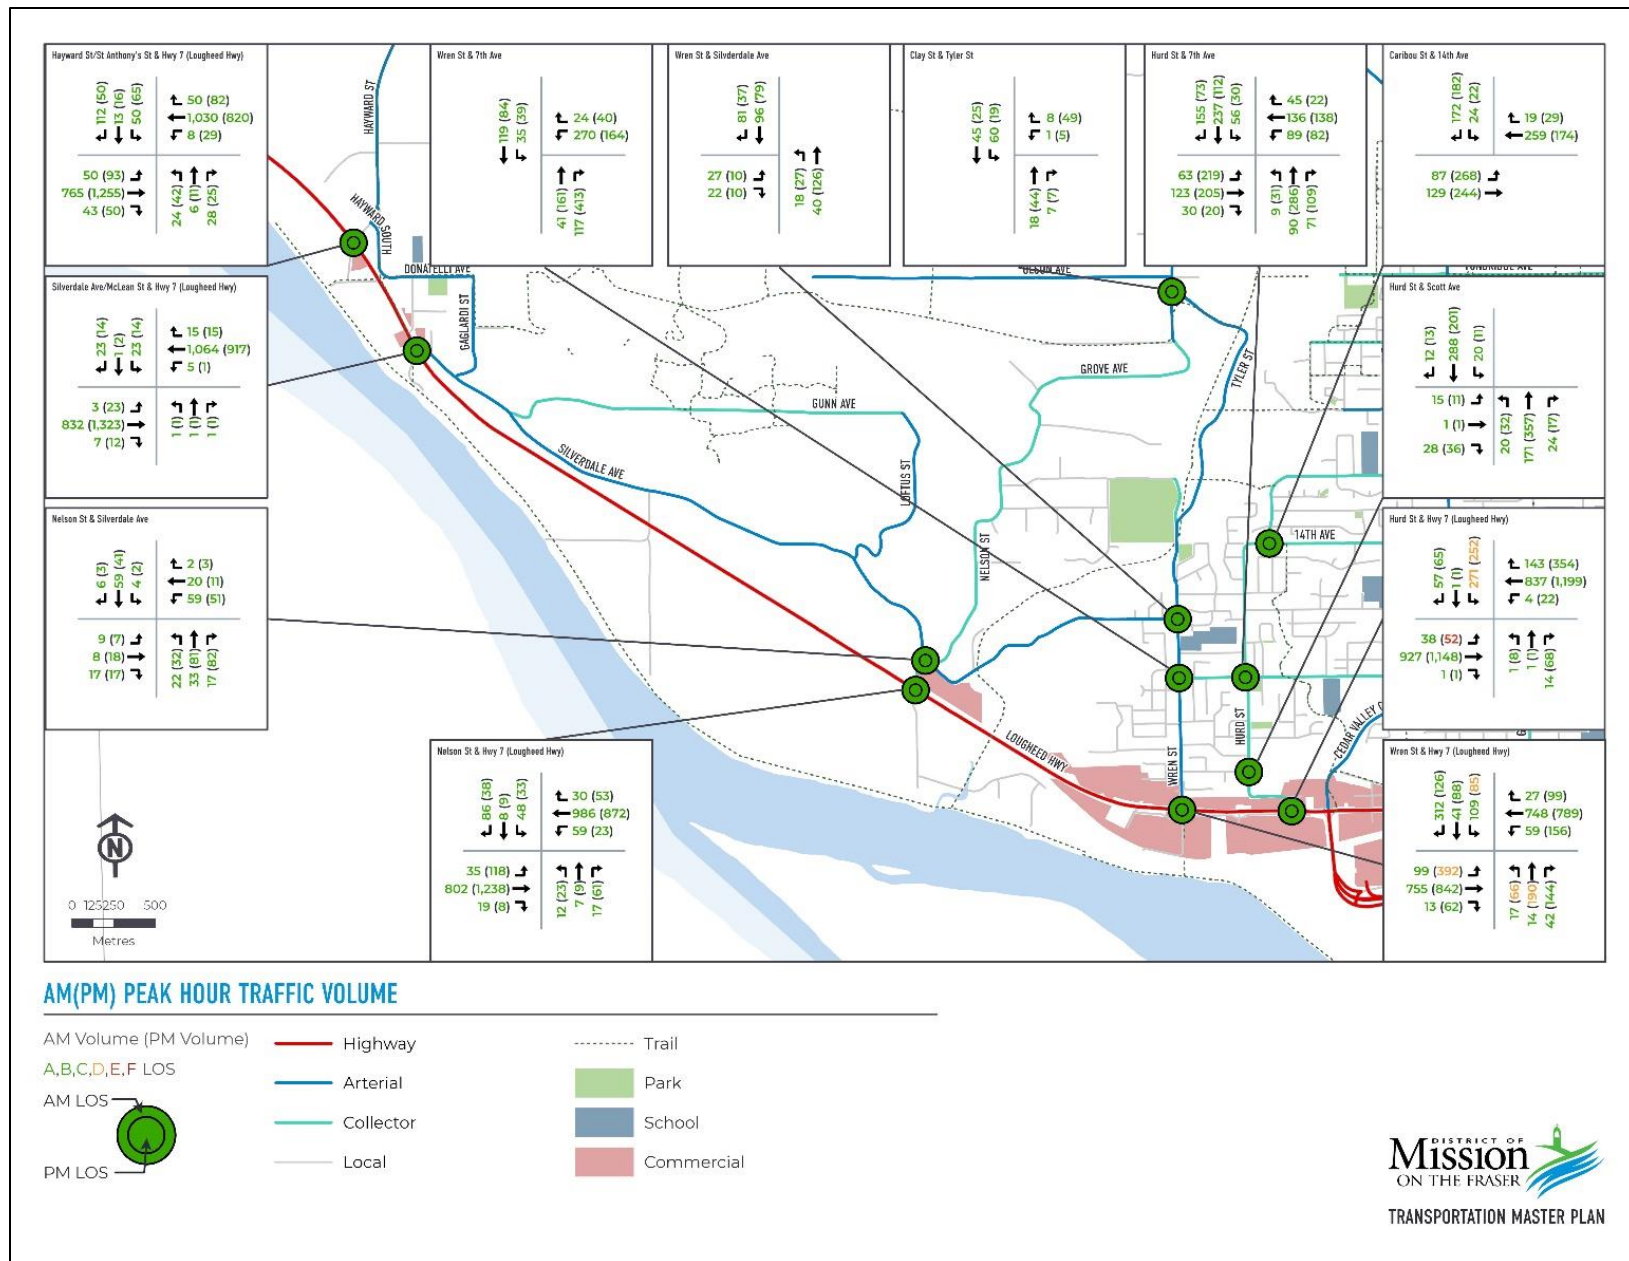 Hayward St/St Anthony's St & Hwy 7 (Lougheed Hwy)
112 (50)
13 (16)
50 (65)
50 (82)
1,030 (820)
8 (29)
50 (93)
765 (1,255)
43 (50)
24 (42)
6 (11)
28 (25)
Wren St & 7th Ave
119 (84)
35 (39)
24 (40)
270 (164)
41 (161)
117 (413)
Wren St & Silvderdale Ave
81 (37)
96 (79)
27 (10)
22 (10)
18 (27)
40 (126)
Clay St & Tyler St
45 (25)
60 (19)
8 (49)
1 (5)
18 (44)
7 (7)
Hurd St & 7th Ave
155 (73)
237 (112)
56 (30)
45 (22)
136 (138)
89 (82)
63 (219)
123 (205)
30 (20)
9 (31)
90 (286)
71 (109)
Caribou St & 14th Ave
172 (182)
24 (22)
19 (29)
259 (174)
87 (268)
129 (244)
Silverdale Ave/McLean St & Hwy 7 (Lougheed Hwy)
23 (14)
1 (2)
23 (14)
15 (15)
1,064 (917)
5 (1)
3 (23)
832 (1,323)
7 (12)
1 (1)
1 (1)
1 (1)
Hurd St & Scott Ave
12 (13)
288 (201)
20 (11)
15 (11)
1 (1)
28 (36)
20 (32)
171 (357)
24 (17)
Nelson St & Silverdale Ave
6 (3)
59 (41)
4 (2)
2 (3)
20 (11)
59 (51)
9 (7)
8 (18)
17 (17)
22 (32)
33 (81)
17 (82)
Hurd St & Hwy 7 (Lougheed Hwy)
57 (65)
1 (1)
271 (252)
143 (354)
837 (1,199)
4 (22)
38 (52)
927 (1,148)
1 (1)
1 (8)
1 (1)
14 (68)
Nelson St & Hwy 7 (Lougheed Hwy)
86 (38)
8 (9)
48 (33)
30 (53)
986 (872)
59 (23)
35 (118)
802 (1,238)
19 (8)
12 (23)
7 (9)
17 (61)
Wren St & Hwy 7 (Lougheed Hwy)
312 (126)
41 (88)
109 (85)
27 (99)
748 (789)
59 (156)
99 (392)
755 (842)
13 (62)
17 (66)
14 (190)
42 (144)
HAYWARD ST
HAYWARD SOUTH
DONATELLI AVE
GAGLARDI ST
OLSON AVE
TUNBRIDGE AVE
GROVE AVE
TYLER ST
GUNN AVE
SILVERDALE AVE
LOFTUS ST
NELSON ST
14TH AVE
HURD ST
WREN ST
CEDAR VALLEY
LOUGHEED HWY
N
0 125250 500
Metres
AM(PM) PEAK HOUR TRAFFIC VOLUME
AM Volume (PM Volume)
A,B,C,D,E,F LOS
AM LOS
PM LOS
Highway
Arterial
Collector
Local
Trail
Park
School
Commercial
DISTRICT OF
Mission
ON THE FRASER
TRANSPORTATION MASTER PLAN